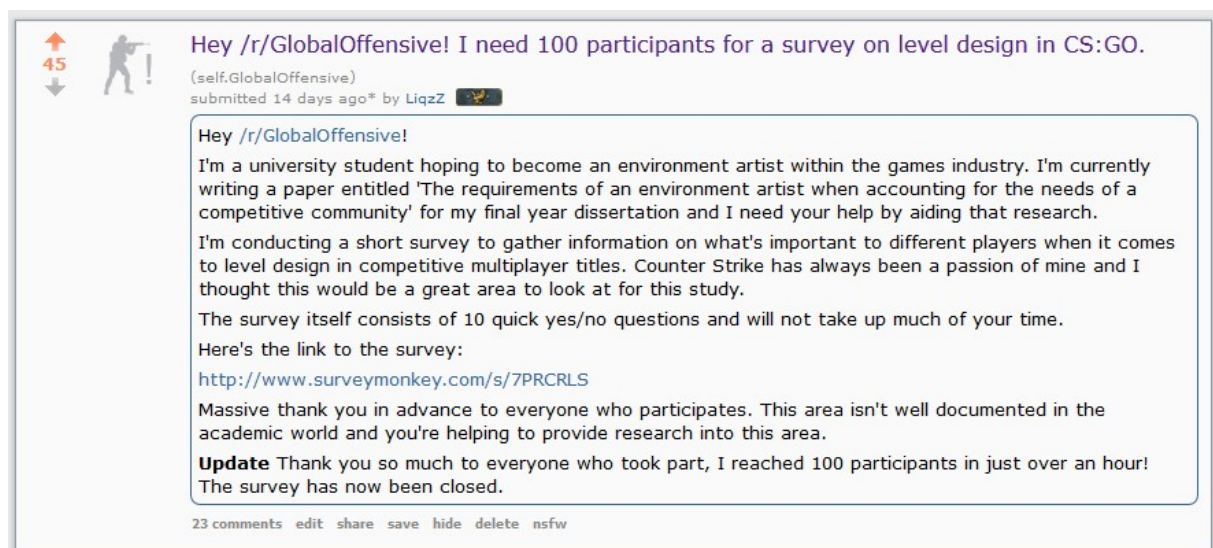 45
Hey /r/GlobalOffensive! I need 100 participants for a survey on level design in CS:GO.
(self.GlobalOffensive)
submitted 14 days ago* by LiqzZ
Hey /r/GlobalOffensive!
I'm a university student hoping to become an environment artist within the games industry. I'm currently
writing a paper entitled 'The requirements of an environment artist when accounting for the needs of a
competitive community' for my final year dissertation and I need your help by aiding that research.
I'm conducting a short survey to gather information on what's important to different players when it comes
to level design in competitive multiplayer titles. Counter Strike has always been a passion of mine and I
thought this would be a great area to look at for this study.
The survey itself consists of 10 quick yes/no questions and will not take up much of your time.
Here's the link to the survey:
http://www.surveymonkey.com/s/7PRCRLS
Massive thank you in advance to everyone who participates. This area isn't well documented in the
academic world and you're helping to provide research into this area.
Update Thank you so much to everyone who took part, I reached 100 participants in just over an hour!
The survey has now been closed.
23 comments edit share save hide delete nsfw